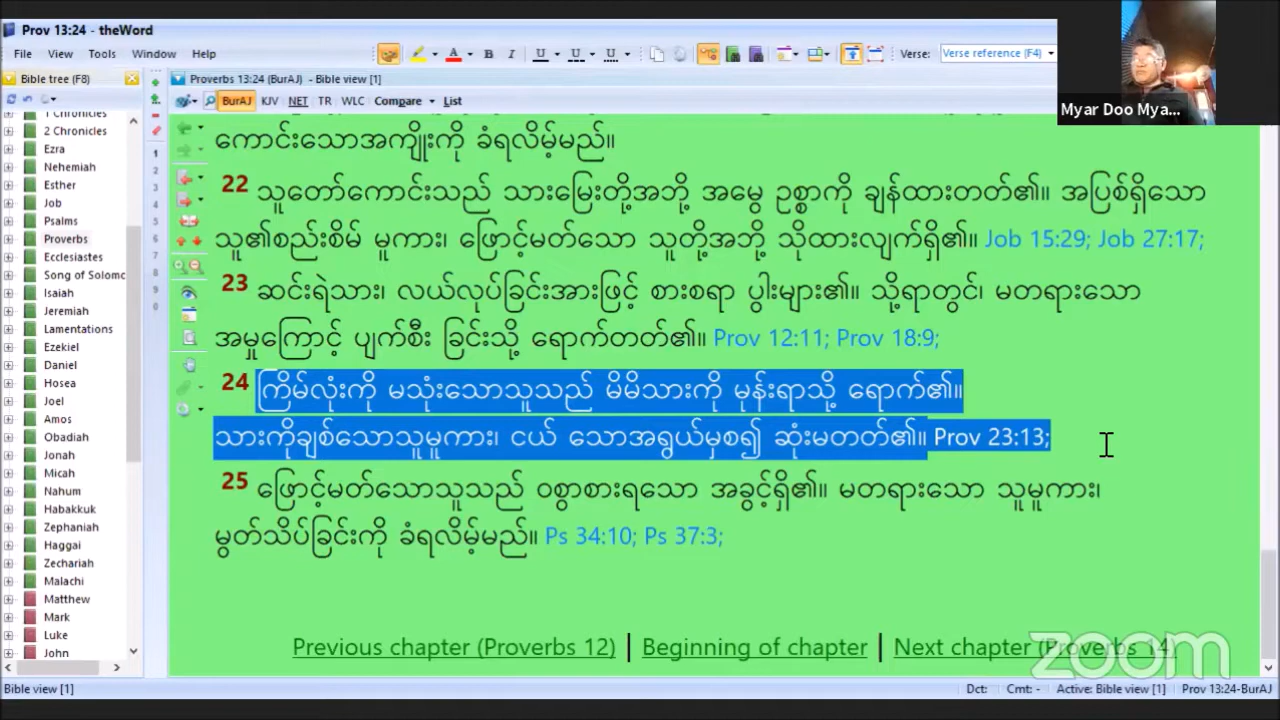 Prov 13:24 - theWord
File View Tools Window Help
B I U U U Verse: Verse reference (F4)
Myar Doo Mya...
Bible tree (F8)
Proverbs 13:24 (BurAJ) - Bible view [1]
BurAJ KJV NET TR WLC Compare List
1 Chronicles
2 Chronicles
Ezra
Nehemiah
Esther
Job
Psalms
Proverbs
Ecclesiastes
Song of Solomc
Isaiah
Jeremiah
Lamentations
Ezekiel
Daniel
Hosea
Joel
Amos
Obadiah
Jonah
Micah
Nahum
Habakkuk
Zephaniah
Haggai
Zechariah
Malachi
Matthew
Mark
Luke
John
1
2
3
4
5
6
7
8
9
0
ကောင်းသောအကျိုးကို ခံရလိမ့်မည်။
22 သူတော်ကောင်းသည် သားမြေးတို့အဘို့ အမွေ ဥစ္စာကို ချန်ထားတတ်၏။ အပြစ်ရှိသော
သူ၏စည်းစိမ် မူကား၊ ဖြောင့်မတ်သော သူတို့အဘို့ သိုထားလျက်ရှိ၏။ Job 15:29; Job 27:17;
23 ဆင်းရဲသား၊ လယ်လုပ်ခြင်းအားဖြင့် စားစရာ ပွါးများ၏။ သို့ရာတွင်၊ မတရားသော
အမှုကြောင့် ပျက်စီး ခြင်းသို့ ရောက်တတ်၏။ Prov 12:11; Prov 18:9;
24 ကြိမ်လုံးကို မသုံးသောသူသည် မိမိသားကို မုန်းရာသို့ ရောက်၏။
သားကိုချစ်သောသူမူကား၊ ငယ် သောအရွယ်မှစ၍ ဆုံးမတတ်၏။ Prov 23:13;
25 ဖြောင့်မတ်သောသူသည် ဝစွာစားရသော အခွင့်ရှိ၏။ မတရားသော သူမူကား၊
မွတ်သိပ်ခြင်းကို ခံရလိမ့်မည်။ Ps 34:10; Ps 37:3;
Previous chapter (Proverbs 12) | Beginning of chapter | Next chapter (Proverbs 14)
zoom
Bible view [1] Dct: Cmt: - Active: Bible view [1] Prov 13:24-BurAJ